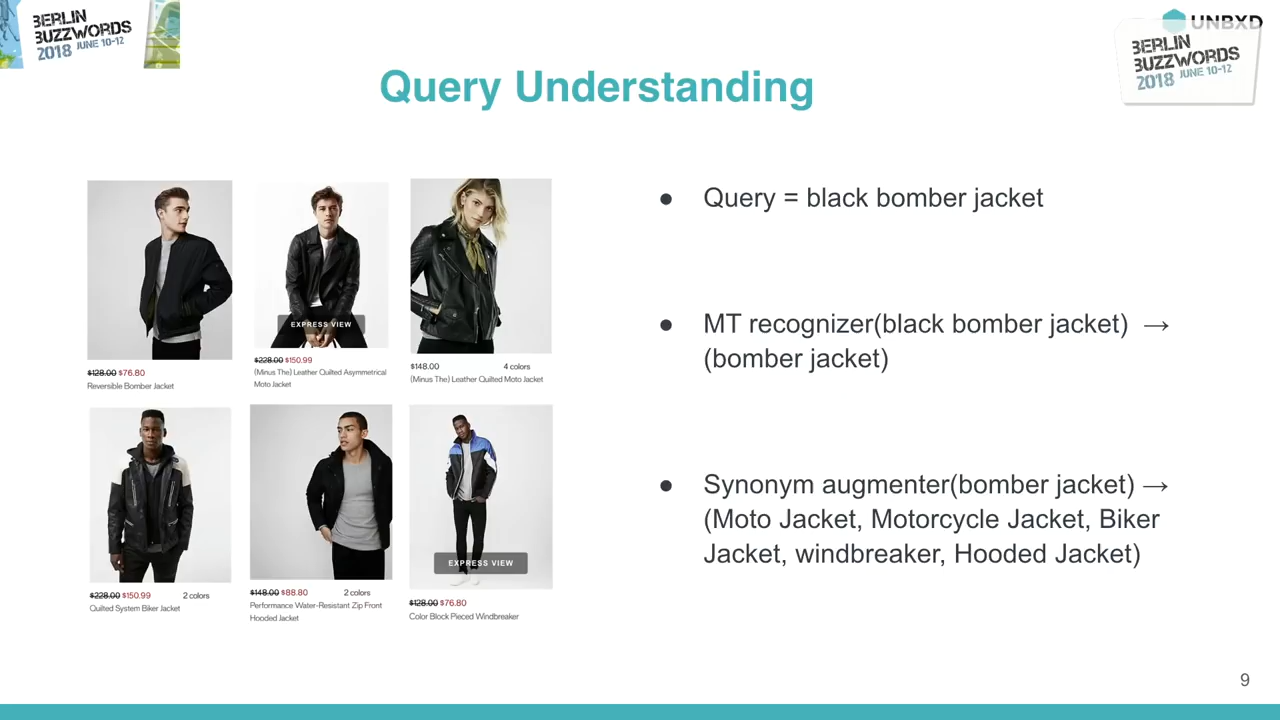 BERLIN
BUZZWORDS
2018 JUNE 10-12
UNBXD
BERLIN
BUZZWORDS
2018 JUNE 10-12
Query Understanding
$128.00 $76.80
Reversible Bomber Jacket
EXPRESS VIEW
$228.00 $150.99
(Minus The) Leather Quilted Asymmetrical
Moto Jacket
$148.00 4 colors
(Minus The) Leather Quilted Moto Jacket
$228.00 $150.99 2 colors
Quilted System Biker Jacket
$148.00 $88.80 2 colors
Performance Water-Resistant Zip Front
Hooded Jacket
EXPRESS VIEW
$128.00 $76.80
Color Block Pieced Windbreaker
● Query = black bomber jacket
● MT recognizer(black bomber jacket) →
(bomber jacket)
● Synonym augmenter(bomber jacket) →
(Moto Jacket, Motorcycle Jacket, Biker
Jacket, windbreaker, Hooded Jacket)
9